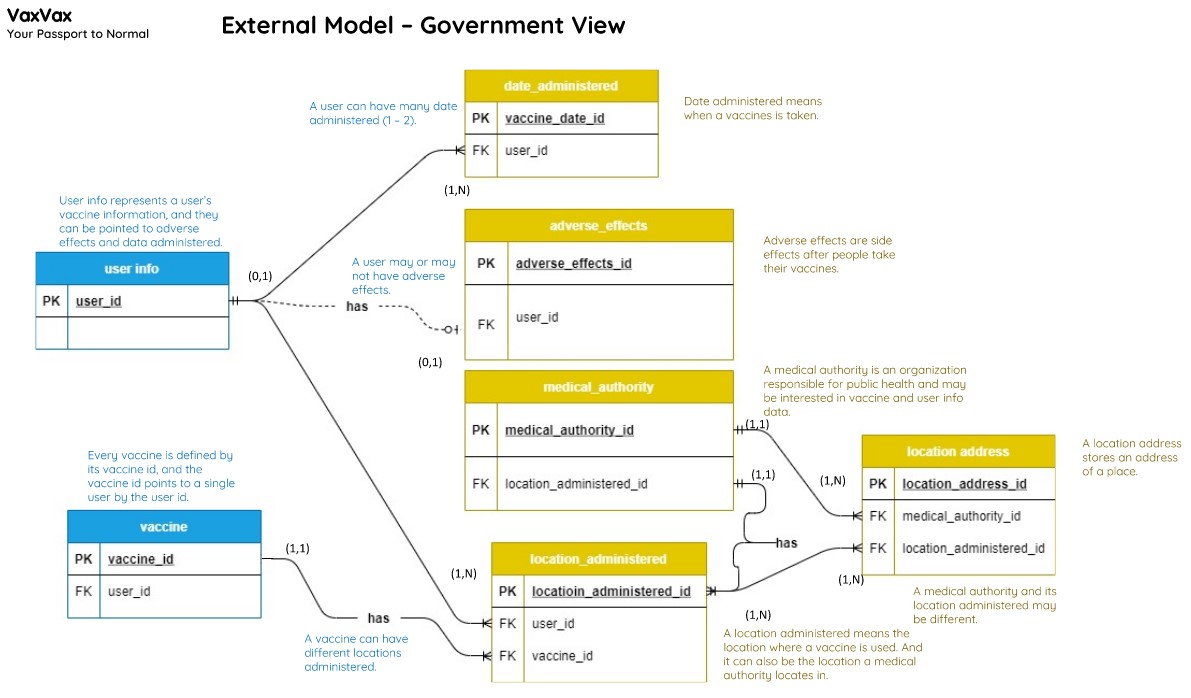 VaxVax
Your Passport to Normal
External Model – Government View
date_administered
PK vaccine_date_id
FK user_id
A user can have many date
administered (1 – 2).
Date administered means
when a vaccines is taken.
(1,N)
User info represents a user's
vaccine information, and they
can be pointed to adverse
effects and data administered.
user info
PK user_id
(0,1)
A user may or may
not have adverse
effects.
has
(0,1)
adverse_effects
PK adverse_effects_id
FK user_id
Adverse effects are side
effects after people take
their vaccines.
medical_authority
PK medical_authority_id
FK location_administered_id
A medical authority is an organization
responsible for public health and may
be interested in vaccine and user info
data.
(1,1)
(1,1)
(1,N)
has
(1,N)
location address
PK location_address_id
FK medical_authority_id
FK location_administered_id
A location address
stores an address
of a place.
A medical authority and its
location administered may
be different.
Every vaccine is defined by
its vaccine id, and the
vaccine id points to a single
user by the user id.
vaccine
PK vaccine_id
FK user_id
(1,1)
has
A vaccine can have
different locations
administered.
(1,N)
location_administered
PK locatioin_administered_id
FK user_id
FK vaccine_id
(1,N)
A location administered means the
location where a vaccine is used. And
it can also be the location a medical
authority locates in.